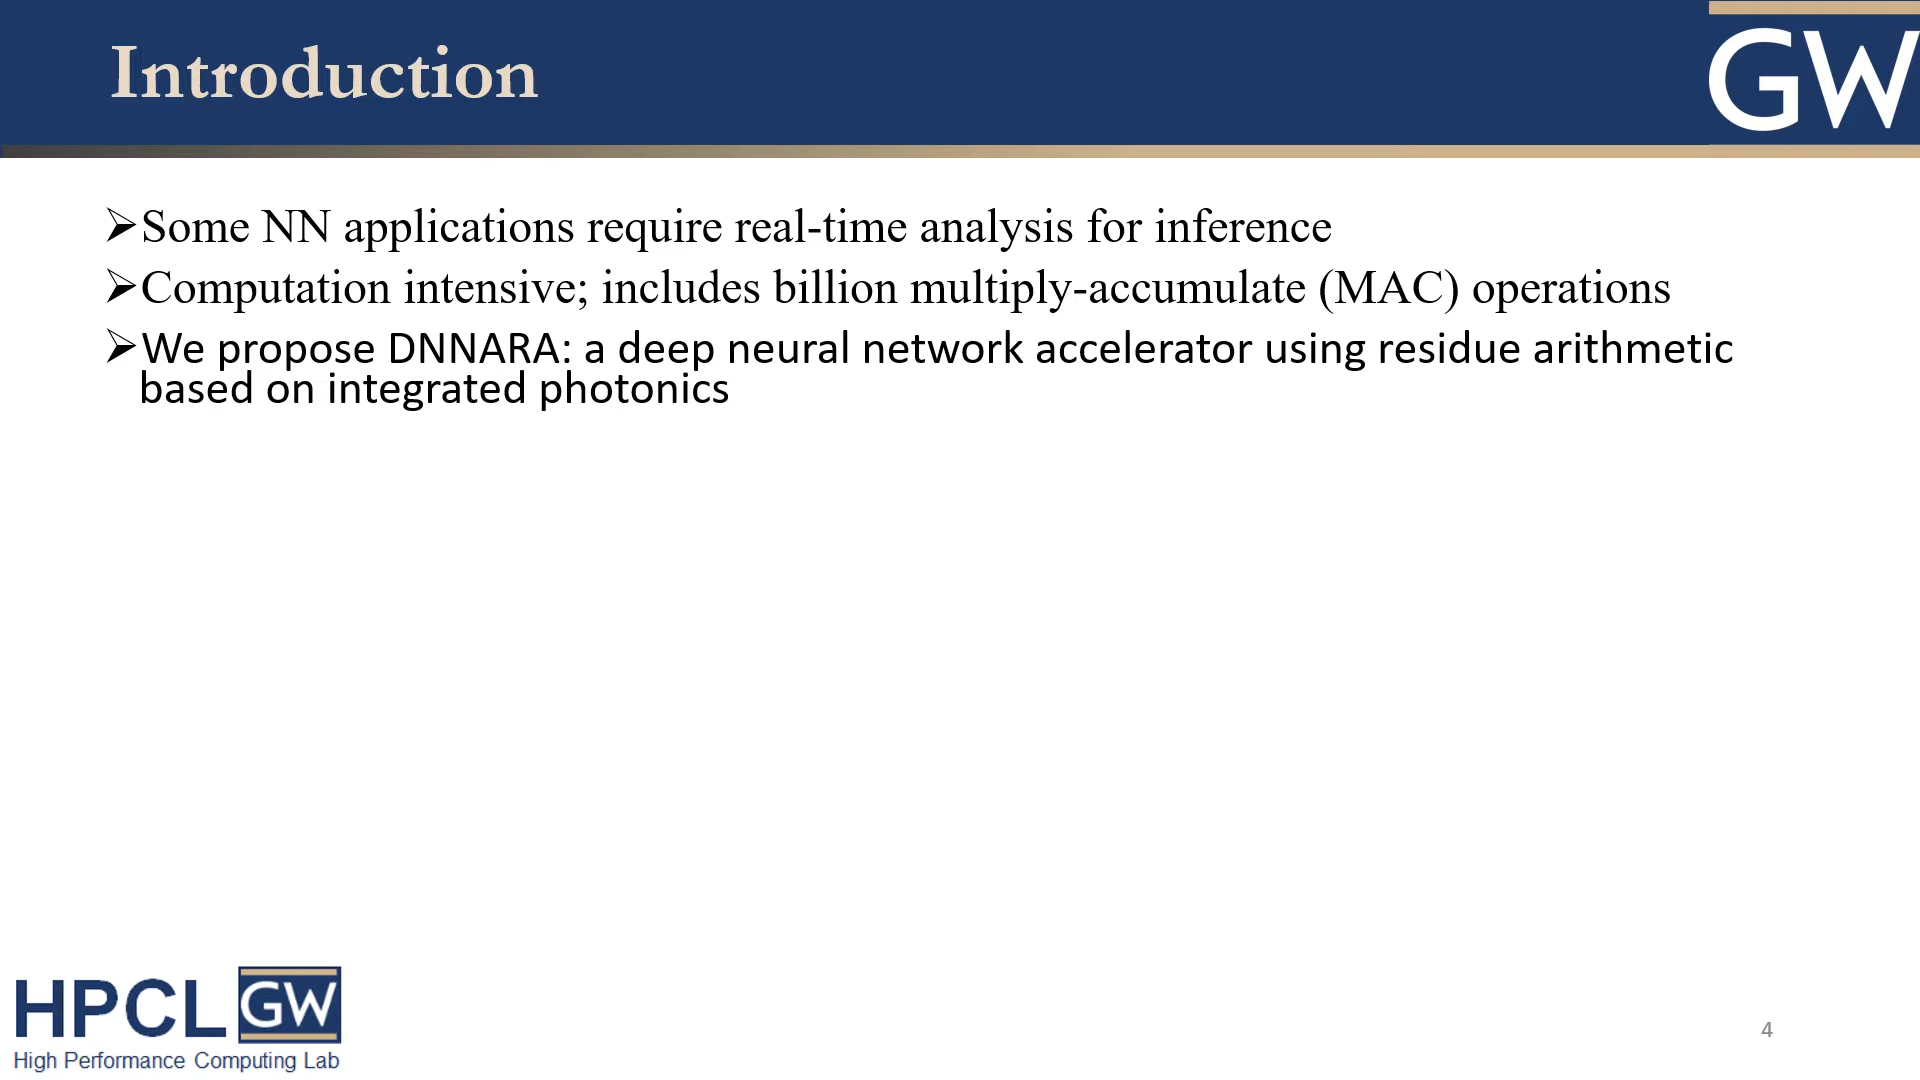 Introduction
GW
➢Some NN applications require real-time analysis for inference
➢Computation intensive; includes billion multiply-accumulate (MAC) operations
➢We propose DNNARA: a deep neural network accelerator using residue arithmetic
based on integrated photonics
HPCL GW
High Performance Computing Lab
4